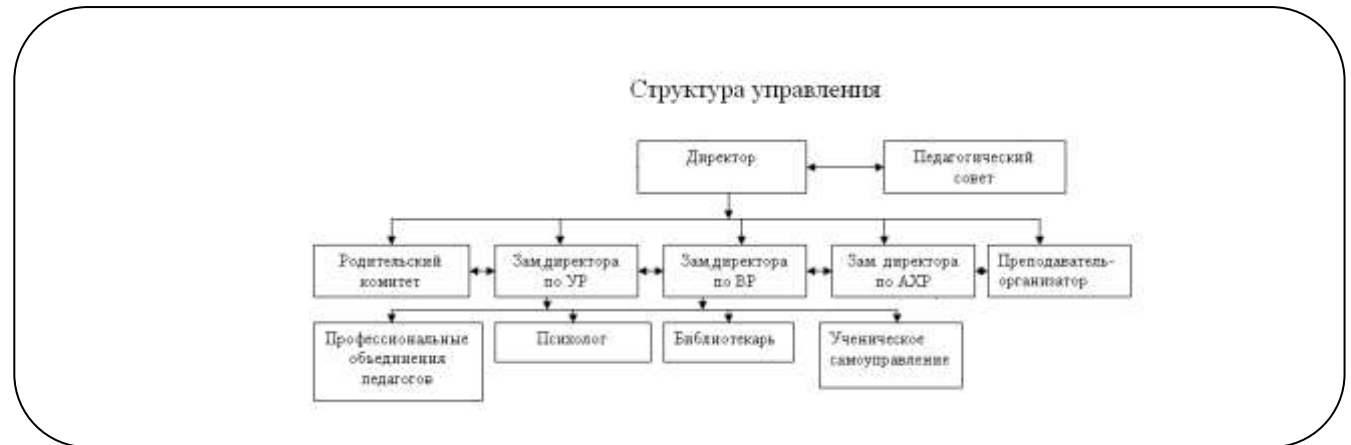 Структура управления
Директор
Педагогический
совет
Родительский
комитет
Зам.директора
по УР
Зам.директора
по ВР
Зам. директора
по АХР
Преподаватель-
организатор
Профессиональные
объединения
педагогов
Психолог
Библиотекарь
Ученическое
самоуправление